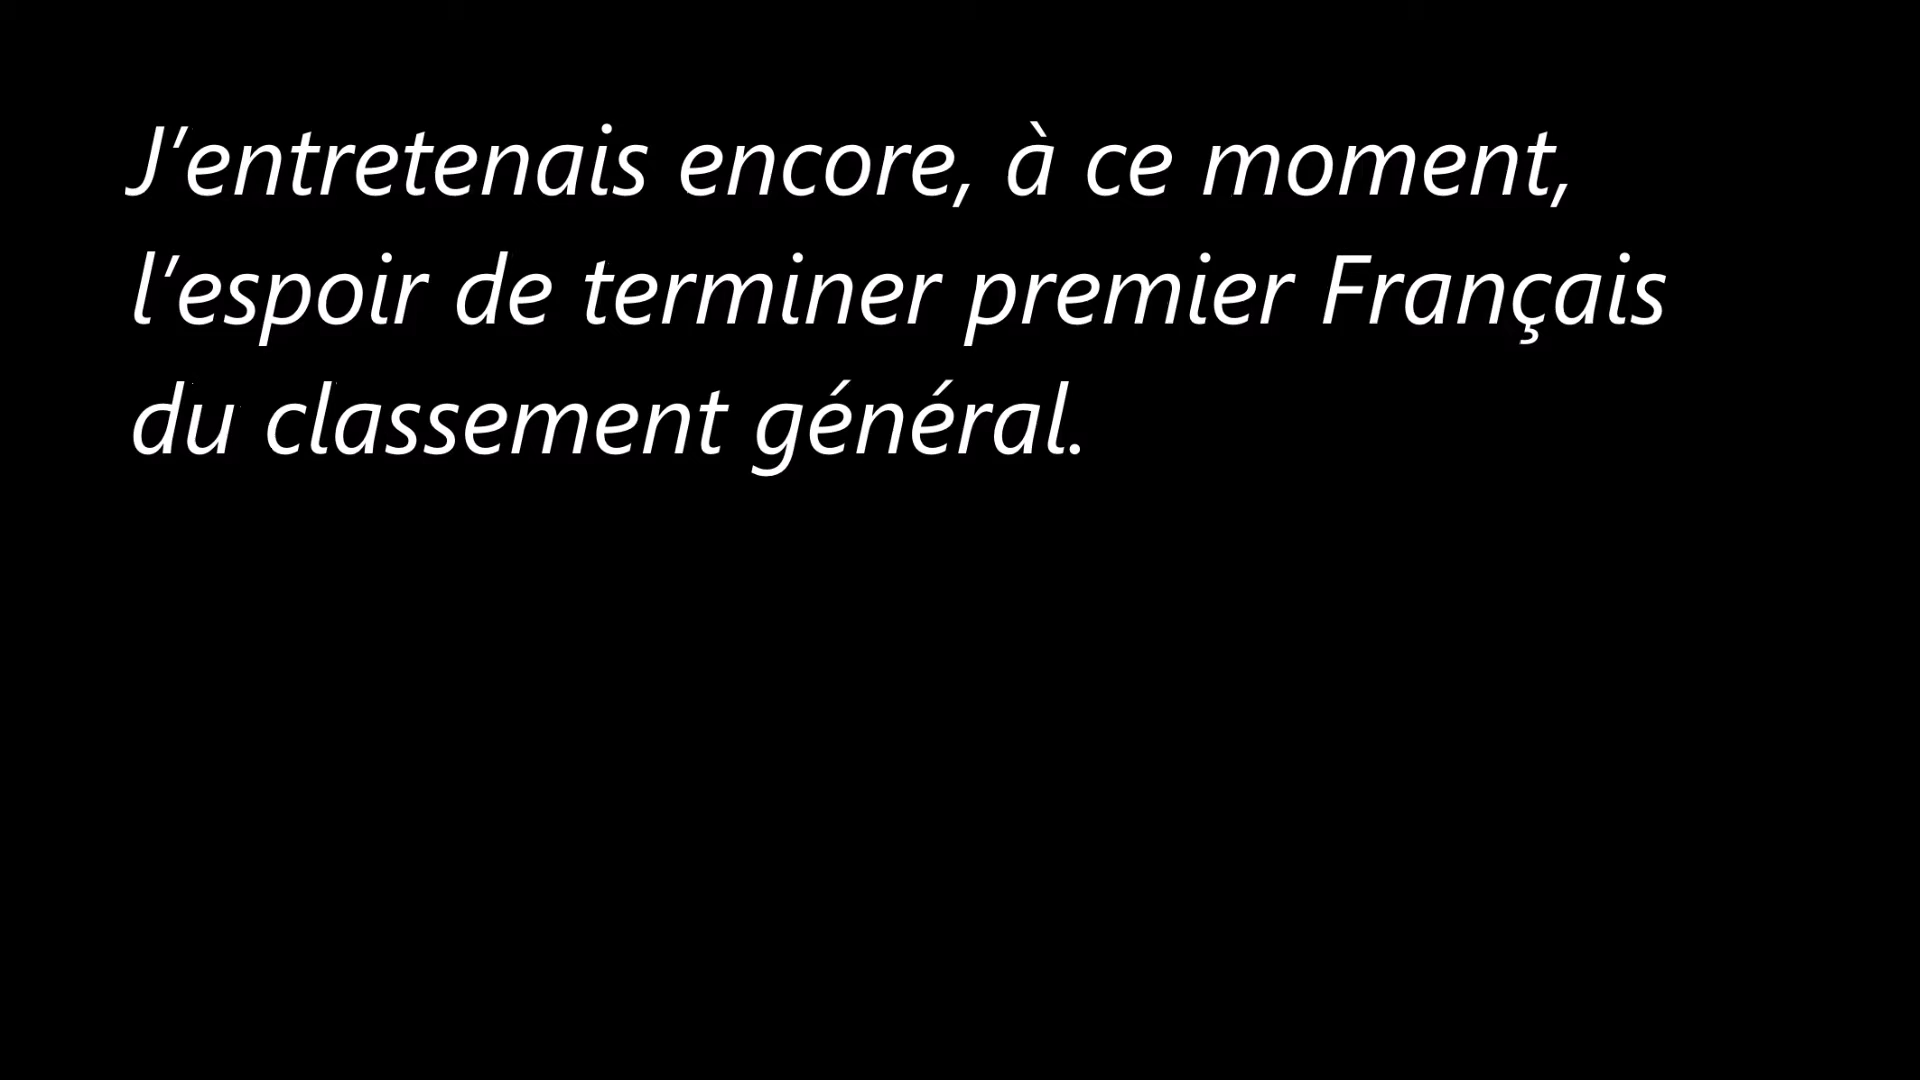 J’entretenais encore, à ce moment,
l’espoir de terminer premier Français
du classement général.